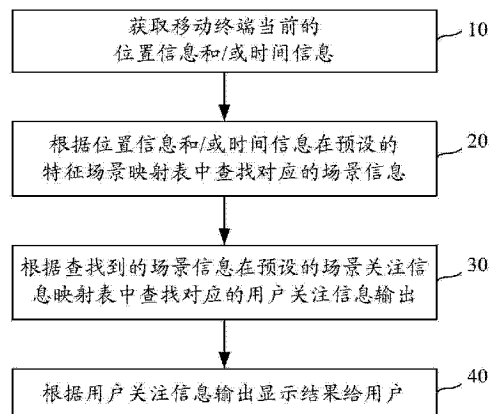 获取移动终端当前的
位置信息和/或时间信息
10
根据位置信息和/或时间信息在预设的
特征场景映射表中查找对应的场景信息
20
根据查找到的场景信息在预设的场景关注信
息映射表中查找对应的用户关注信息输出
30
根据用户关注信息输出显示结果给用户
40